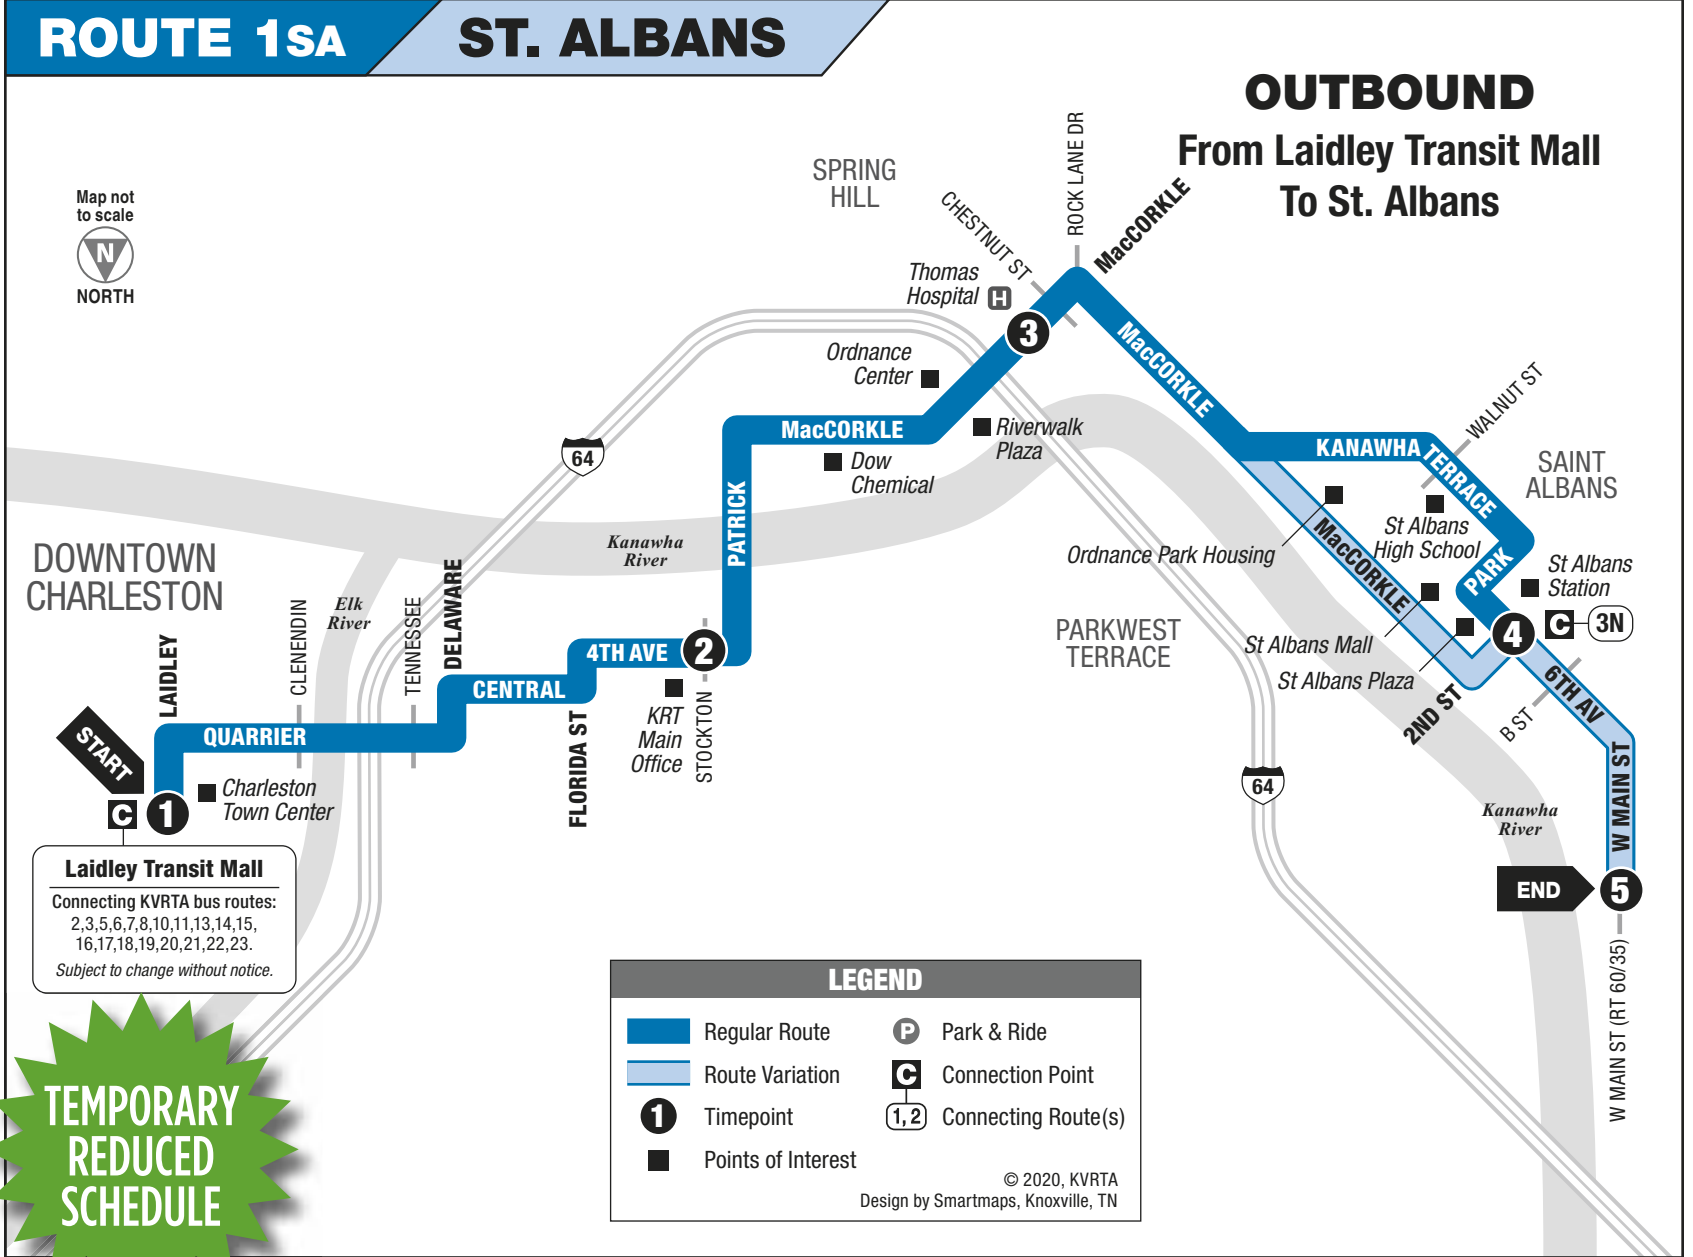 ROUTE 1SA
ST. ALBANS
OUTBOUND
From Laidley Transit Mall
To St. Albans
Map not
to scale
N
NORTH
SPRING
HILL
CHESTNUT ST
ROCK LANE DR
MacCORKLE
Thomas
Hospital
H
3
Ordnance
Center
MacCORKLE
WALNUT ST
MacCORKLE
Riverwalk
Plaza
Dow
Chemical
64
KANAWHA
TERRACE
SAINT
ALBANS
PATRICK
St Albans
High School
MacCORKLE
Ordnance Park Housing
PARK
St Albans
Station
Kanawha
River
DOWNTOWN
CHARLESTON
DELAWARE
Elk
River
CLENDENIN
TENNESSEE
LAIDLEY
4TH AVE
2
PARKWEST
TERRACE
St Albans Mall
St Albans Plaza
4
C
3N
CENTRAL
KRT
Main
Office
STOCKTON
FLORIDA ST
2ND ST
B ST
6TH AV
QUARRIER
START
Charleston
Town Center
C
1
64
W MAIN ST
Kanawha
River
Laidley Transit Mall
Connecting KVRTA bus routes:
2,3,5,6,7,8,10,11,13,14,15,
16,17,18,19,20,21,22,23.
Subject to change without notice.
END
5
W MAIN ST (RT 60/35)
LEGEND
Regular Route
P
Park & Ride
Route Variation
C
Connection Point
1
Timepoint
1, 2
Connecting Route(s)
Points of Interest
© 2020, KVRTA
Design by Smartmaps, Knoxville, TN
TEMPORARY
REDUCED
SCHEDULE